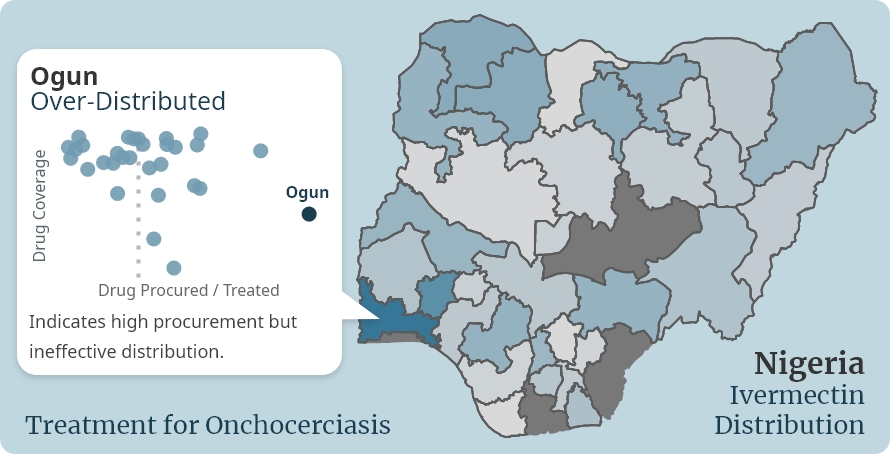 Ogun
Over-Distributed
Drug Coverage
Ogun
Drug Procured / Treated
Indicates high procurement but
ineffective distribution.
Treatment for Onchocerciasis
Nigeria
Ivermectin
Distribution